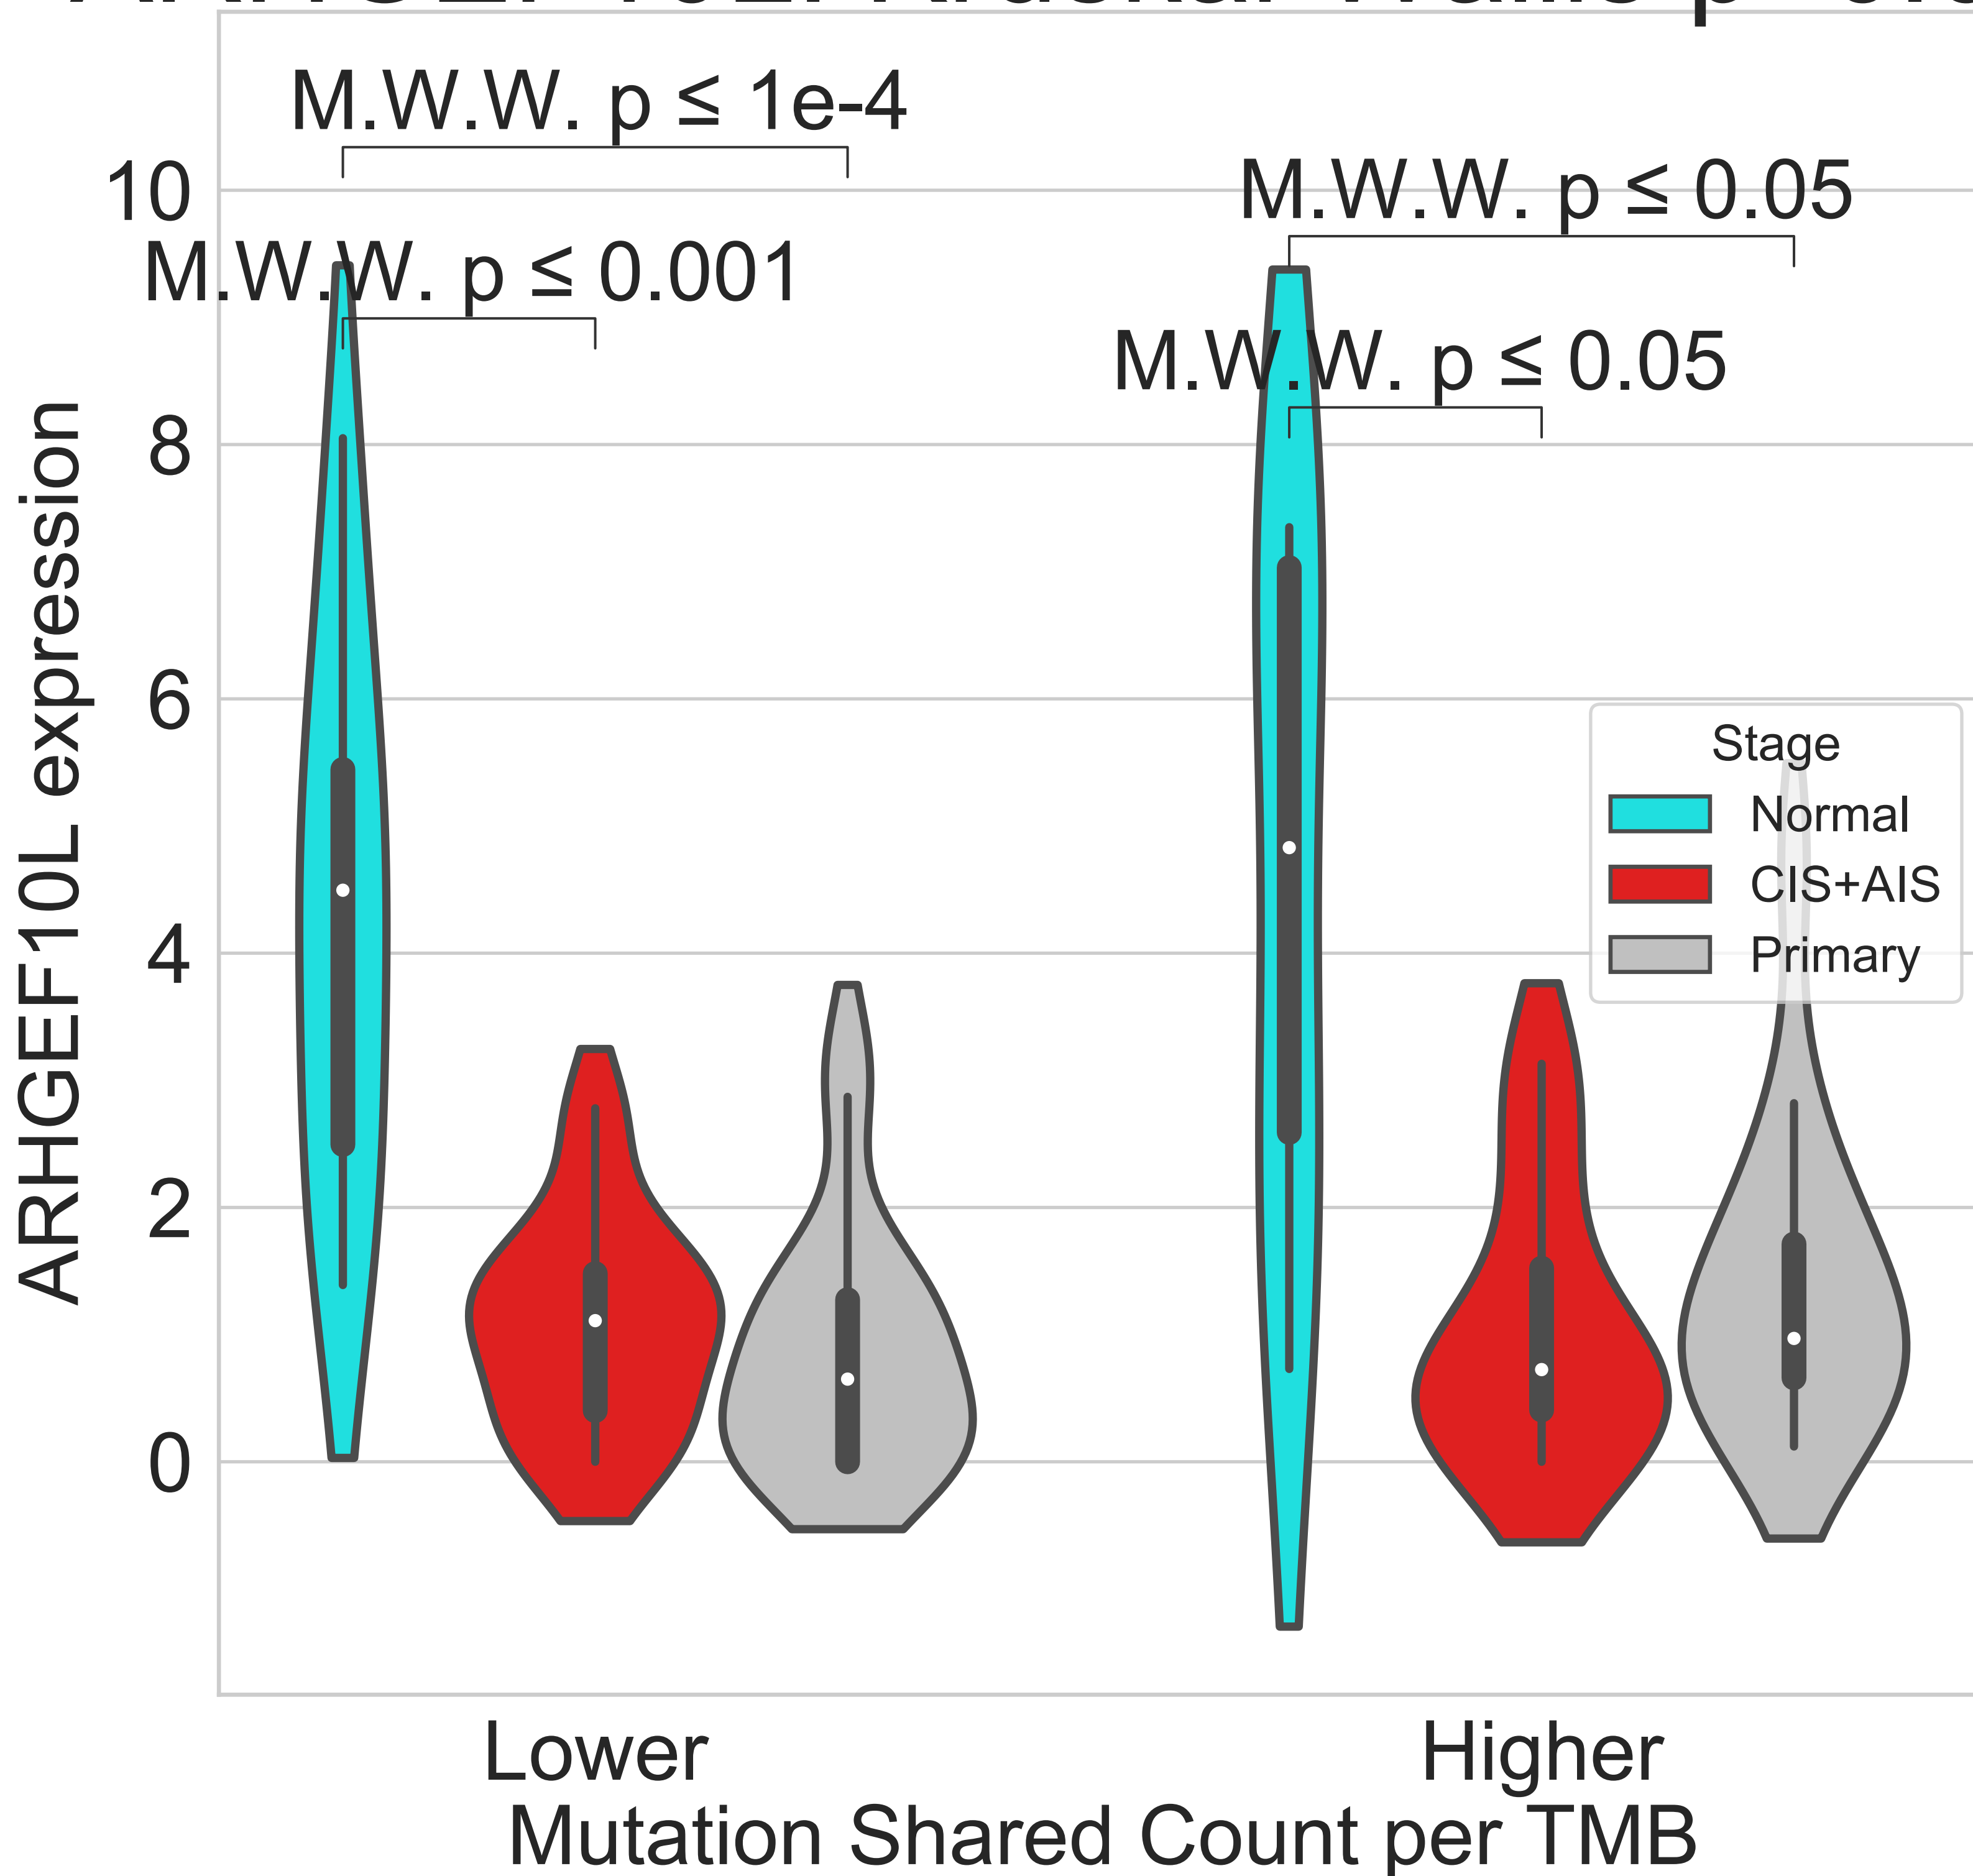 M.W.W. p ≤ 1e-4
M.W.W. p ≤ 0.05
M.W.W. p ≤ 0.001
M.W.W. p ≤ 0.05
10
8
6
4
2
0
ARHGEF10L expression
Stage
Normal
CIS+AIS
Primary
Lower
Higher
Mutation Shared Count per TMB